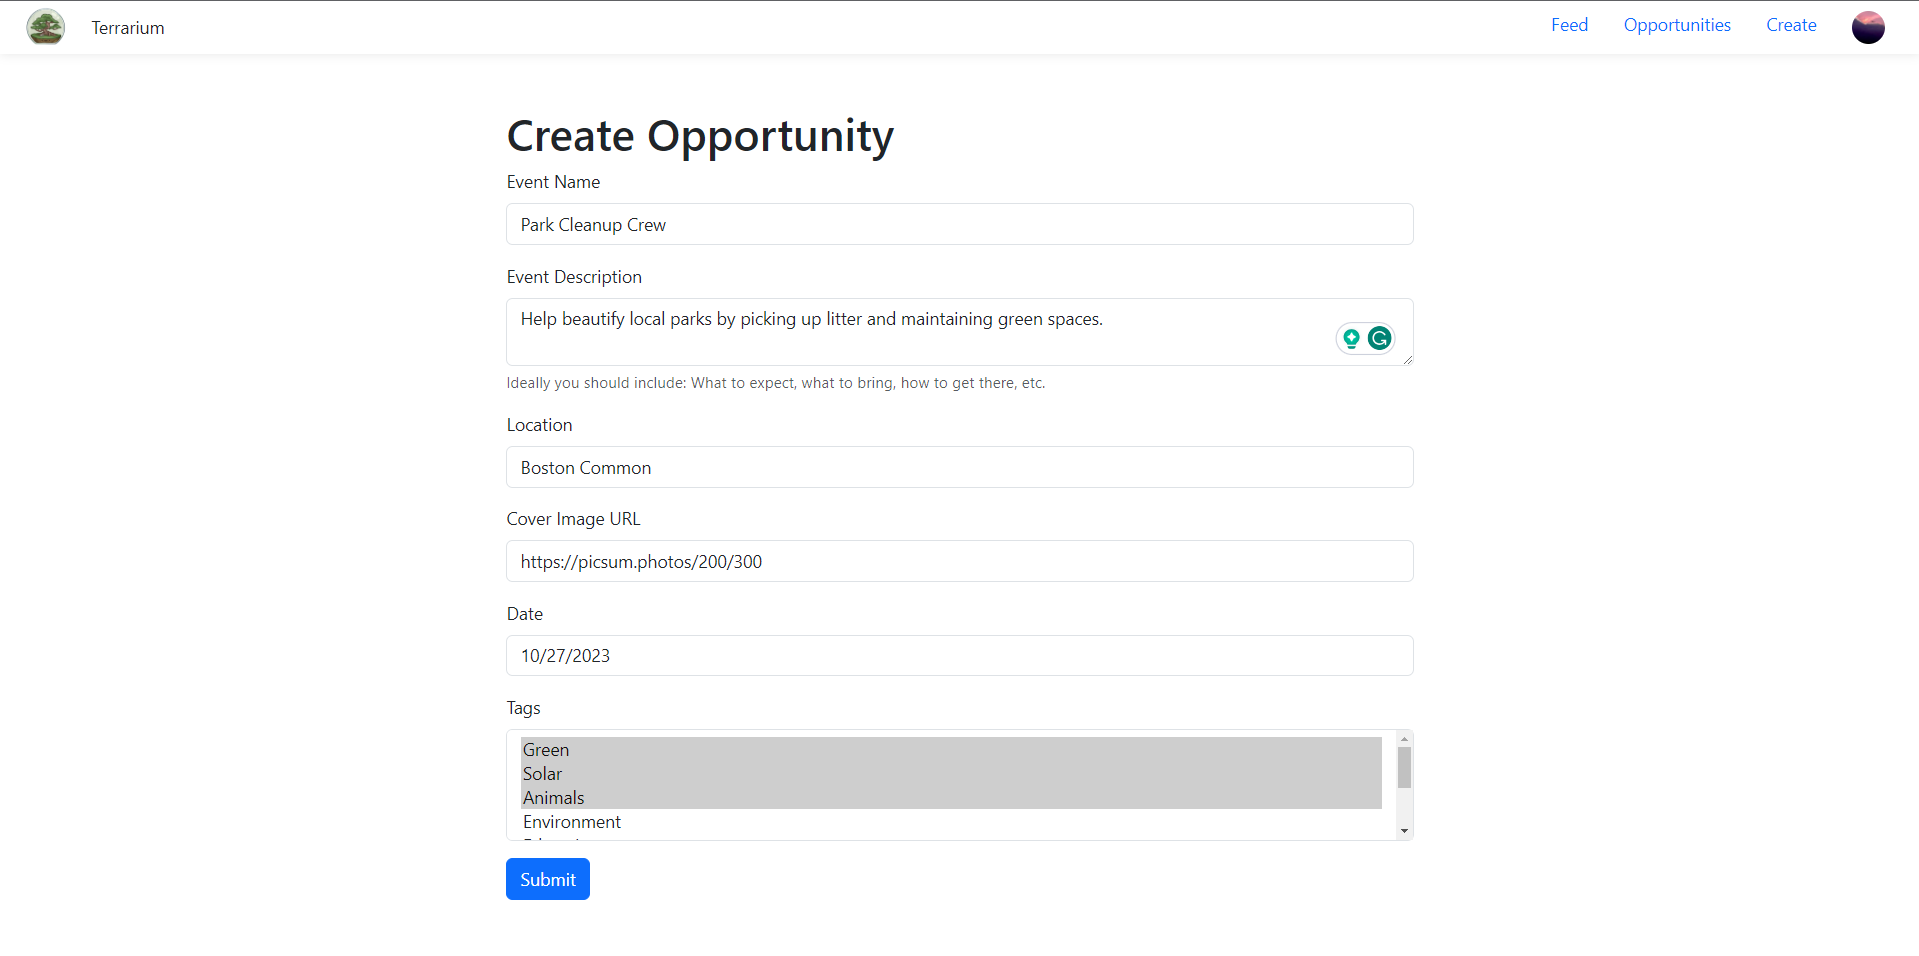 Terrarium
Feed Opportunities Create
Create Opportunity
Event Name
Park Cleanup Crew
Event Description
Help beautify local parks by picking up litter and maintaining green spaces.
Ideally you should include: What to expect, what to bring, how to get there, etc.
Location
Boston Common
Cover Image URL
https://picsum.photos/200/300
Date
10/27/2023
Tags
Green
Solar
Animals
Environment
Submit